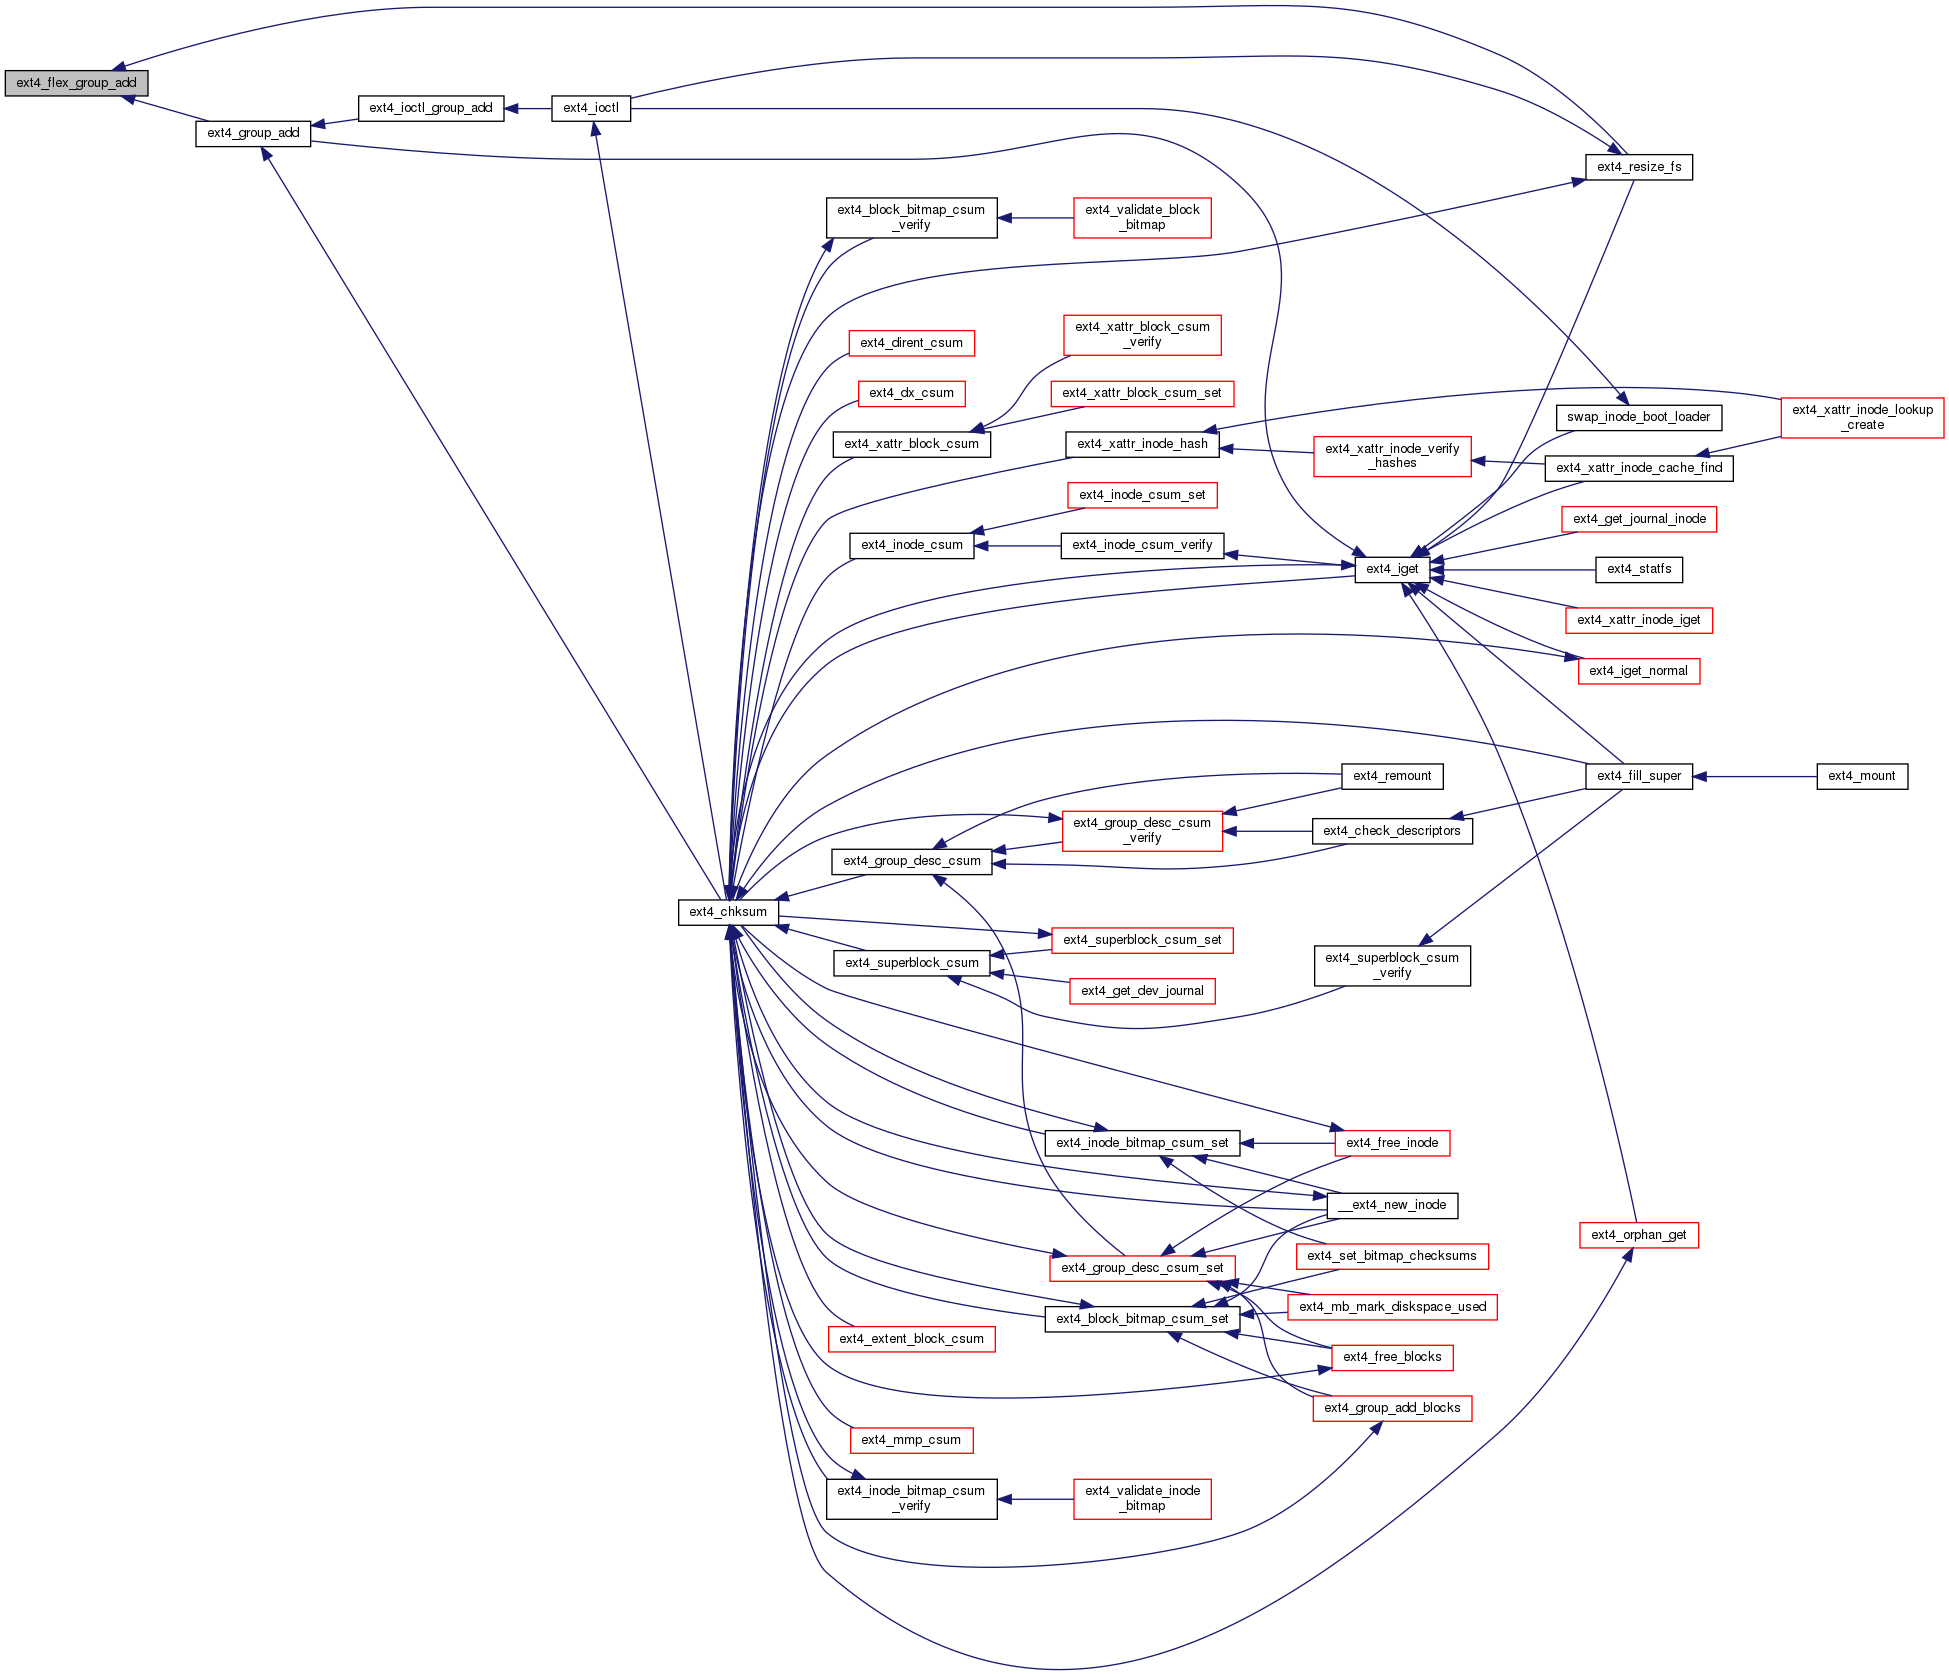 ext4_flex_group_add
ext4_group_add
ext4_ioctl_group_add
ext4_ioctl
ext4_resize_fs
ext4_block_bitmap_csum
_verify
ext4_validate_block
_bitmap
ext4_dirent_csum
ext4_xattr_block_csum
_verify
ext4_dx_csum
ext4_xattr_block_csum_set
ext4_xattr_block_csum
ext4_xattr_inode_hash
ext4_xattr_inode_verify
_hashes
swap_inode_boot_loader
ext4_xattr_inode_lookup
_create
ext4_xattr_inode_cache_find
ext4_inode_csum_set
ext4_get_journal_inode
ext4_inode_csum
ext4_inode_csum_verify
ext4_iget
ext4_statfs
ext4_xattr_inode_iget
ext4_iget_normal
ext4_remount
ext4_fill_super
ext4_mount
ext4_group_desc_csum
_verify
ext4_check_descriptors
ext4_group_desc_csum
ext4_chksum
ext4_superblock_csum_set
ext4_superblock_csum
ext4_superblock_csum
_verify
ext4_get_dev_journal
ext4_inode_bitmap_csum_set
ext4_free_inode
__ext4_new_inode
ext4_orphan_get
ext4_set_bitmap_checksums
ext4_group_desc_csum_set
ext4_mb_mark_diskspace_used
ext4_block_bitmap_csum_set
ext4_extent_block_csum
ext4_free_blocks
ext4_group_add_blocks
ext4_mmp_csum
ext4_inode_bitmap_csum
_verify
ext4_validate_inode
_bitmap